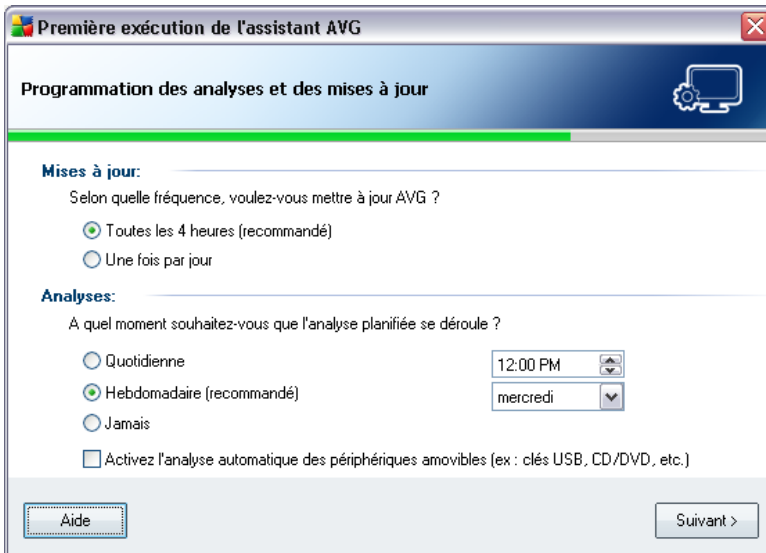 Première exécution de l'assistant AVG
Programmation des analyses et des mises à jour
Mises à jour:
Selon quelle fréquence, voulez-vous mettre à jour AVG ?
Toutes les 4 heures (recommandé)
Une fois par jour
Analyses:
A quel moment souhaitez-vous que l'analyse planifiée se déroule ?
Quotidienne
12:00 PM
Hebdomadaire (recommandé)
mercredi
Jamais
Activez l'analyse automatique des périphériques amovibles (ex : clés USB, CD/DVD, etc.)
Aide
Suivant >